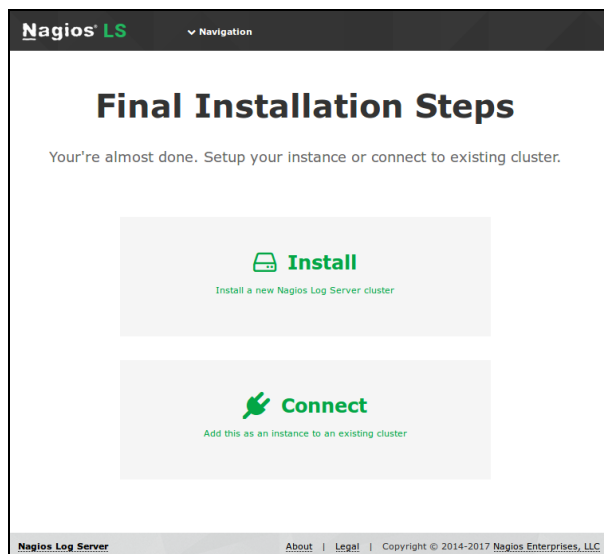 Nagios® LS
Navigation
Final Installation Steps
Your're almost done. Setup your instance or connect to existing cluster.
Install
Install a new Nagios Log Server cluster
Connect
Add this as an instance to an existing cluster
Nagios Log Server About | Legal | Copyright © 2014-2017 Nagios Enterprises, LLC